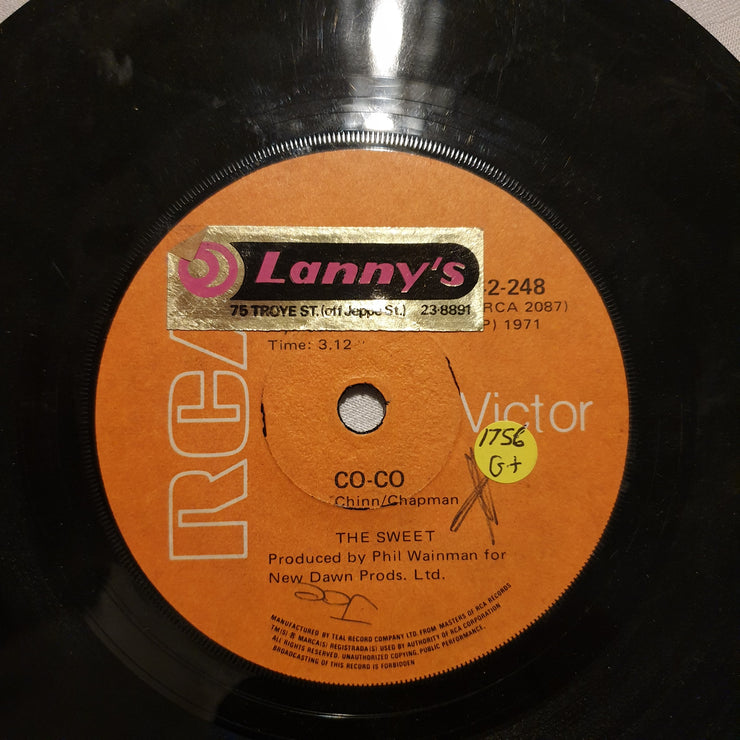 Lanny's
75 TROYE ST. (off Jeppe St.) 23-8891
2-248
RCA 2087)
P) 1971
Time: 3.12
RCA
Victor
1756
G+
CO-CO
Chinn/Chapman
THE SWEET
Produced by Phil Wainman for
New Dawn Prods. Ltd.
Joe
MANUFACTURED BY TEAL RECORD COMPANY LTD. FROM MASTERS OF RCA RECORDS
TM(S) ® MARCA(S) REGISTRADA(S) USED BY AUTHORITY OF RCA CORPORATION
ALL RIGHTS RESERVED. UNAUTHORIZED COPYING, PUBLIC PERFORMANCE,
BROADCASTING OF THIS RECORD IS FORBIDDEN